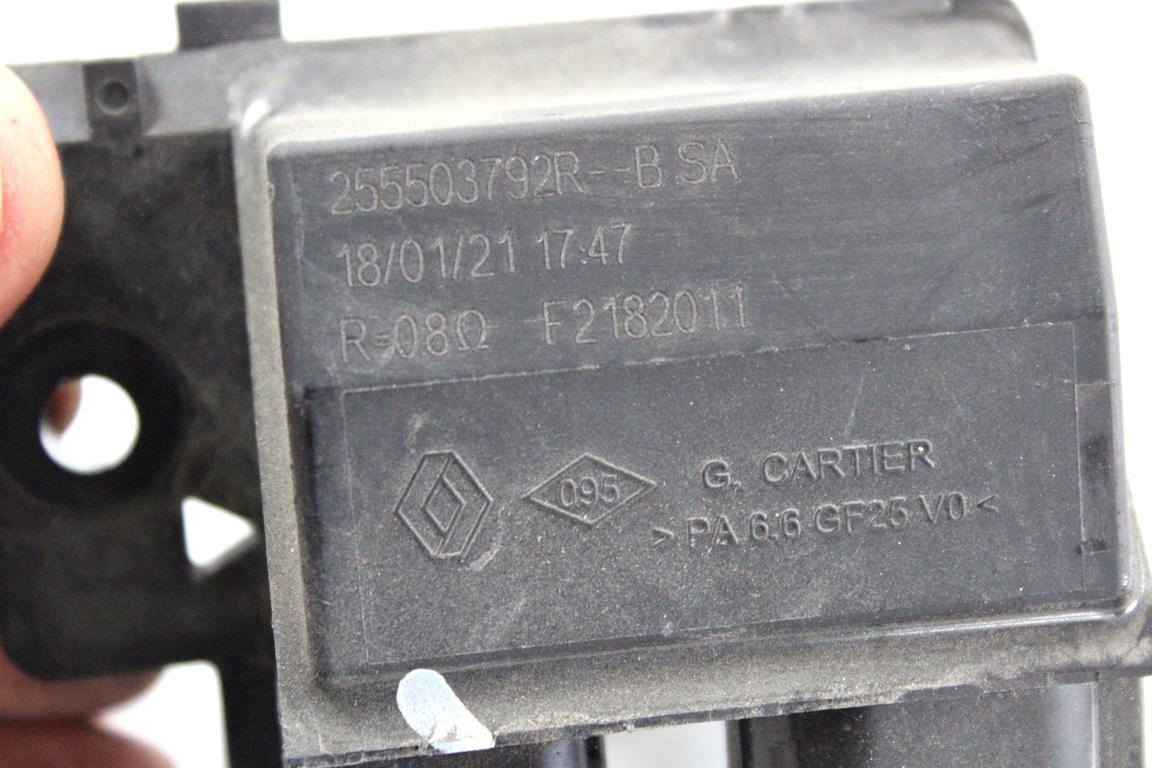 255503792R--B SA
18/01/21 17:47
R=0.8Ω F2182011
095 G. CARTIER
>PA 6.6 GF25 V0<